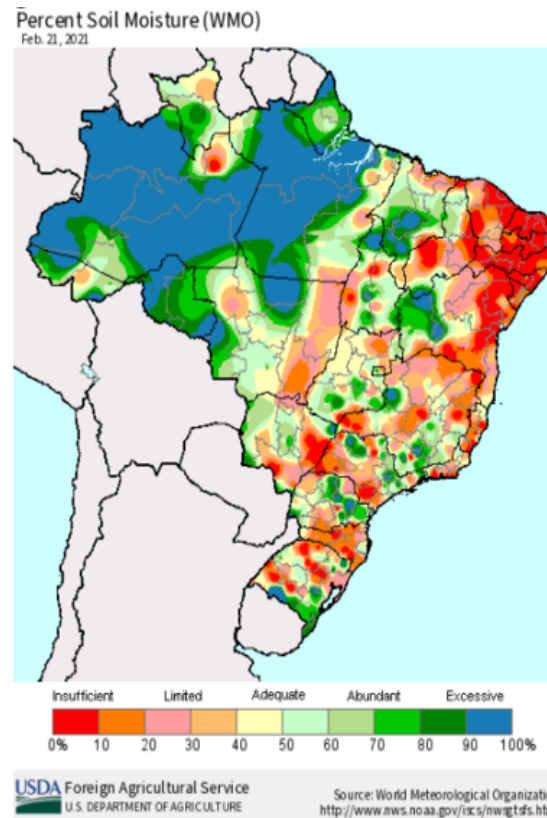 Percent Soil Moisture (WMO)
Feb. 21, 2021
Insufficient Limited Adequate Abundant Excessive
0% 10 20 30 40 50 60 70 80 90 100%
USDA Foreign Agricultural Service
U.S. DEPARTMENT OF AGRICULTURE
Source: World Meteorological Organizatio
http://www.nws.noaa.gov/iscs/nwsgtsfs.ht